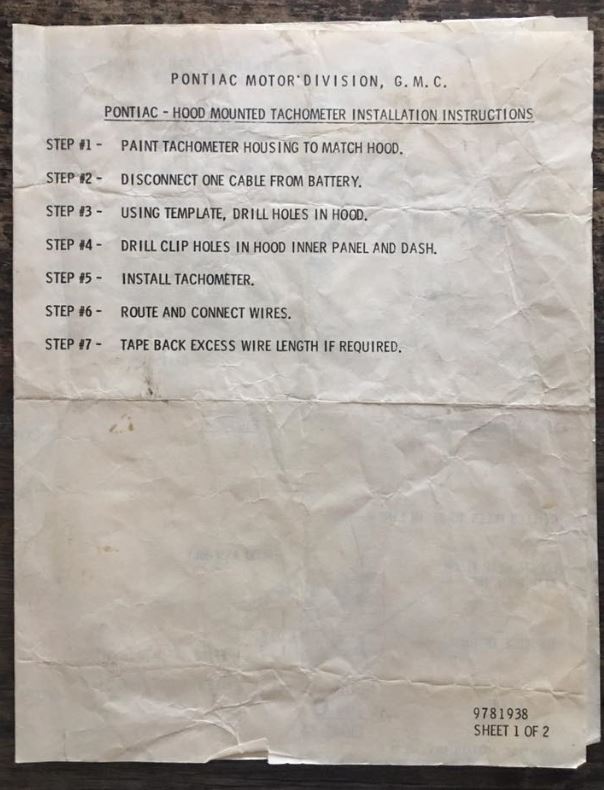 PONTIAC MOTOR DIVISION, G. M. C.
PONTIAC - HOOD MOUNTED TACHOMETER INSTALLATION INSTRUCTIONS
STEP #1 - PAINT TACHOMETER HOUSING TO MATCH HOOD.
STEP #2 - DISCONNECT ONE CABLE FROM BATTERY.
STEP #3 - USING TEMPLATE, DRILL HOLES IN HOOD.
STEP #4 - DRILL CLIP HOLES IN HOOD INNER PANEL AND DASH.
STEP #5 - INSTALL TACHOMETER.
STEP #6 - ROUTE AND CONNECT WIRES.
STEP #7 - TAPE BACK EXCESS WIRE LENGTH IF REQUIRED.
9781938
SHEET 1 OF 2